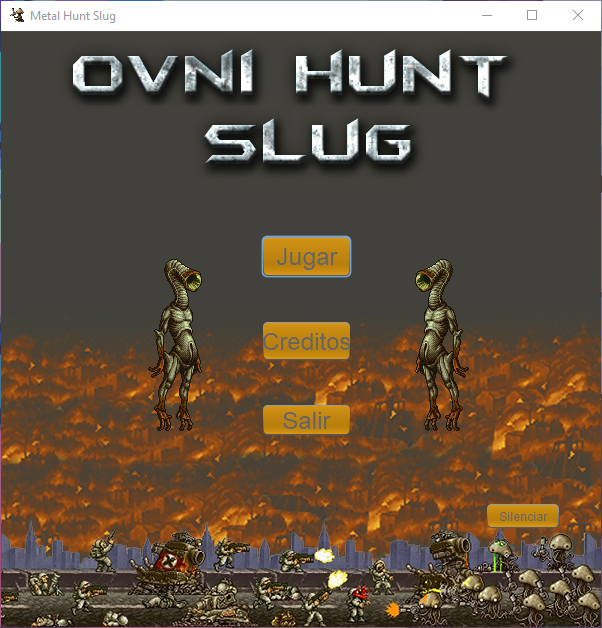 Metal Hunt Slug
OVNI HUNT
SLUG
Jugar
Creditos
Salir
Silenciar